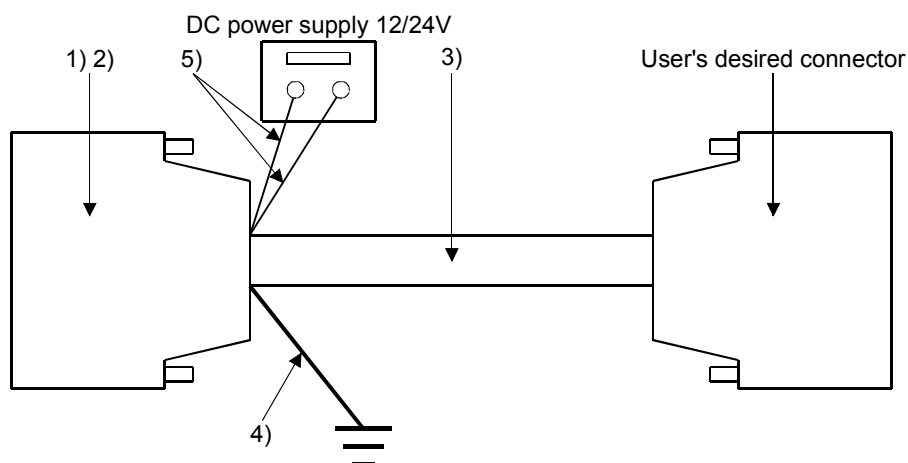 DC power supply 12/24V
1) 2)
5)
3)
User's desired connector
4)